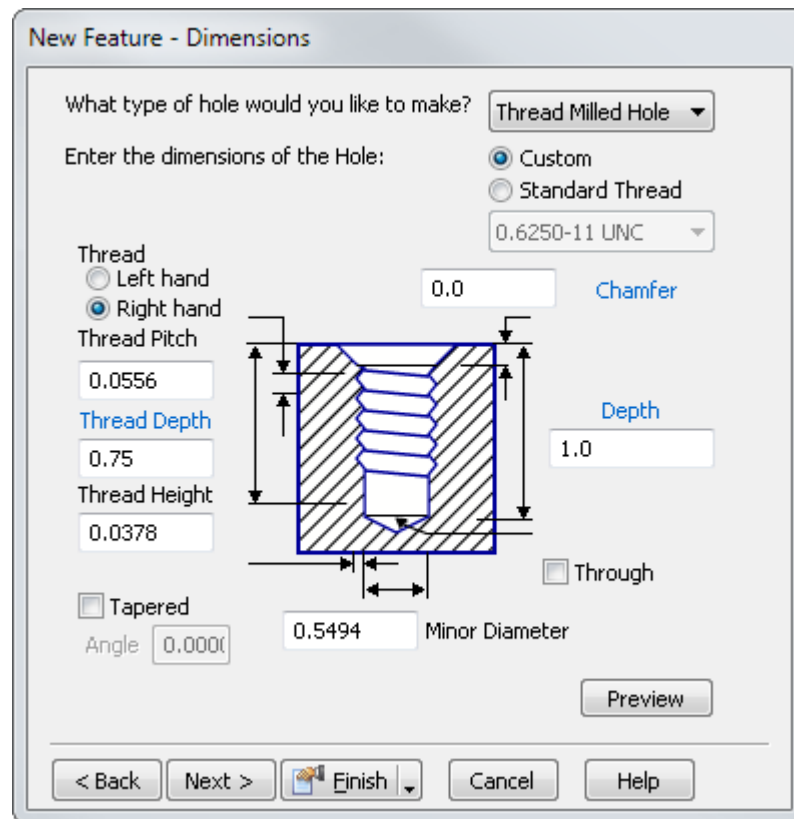 New Feature - Dimensions
What type of hole would you like to make? Thread Milled Hole
Enter the dimensions of the Hole: Custom
Standard Thread
0.6250-11 UNC
Thread
Left hand
Right hand
0.0 Chamfer
Thread Pitch
0.0556
Thread Depth
0.75
Depth
1.0
Thread Height
0.0378
Through
Tapered
Angle 0.000(
0.5494 Minor Diameter
Preview
< Back Next > Finish Cancel Help